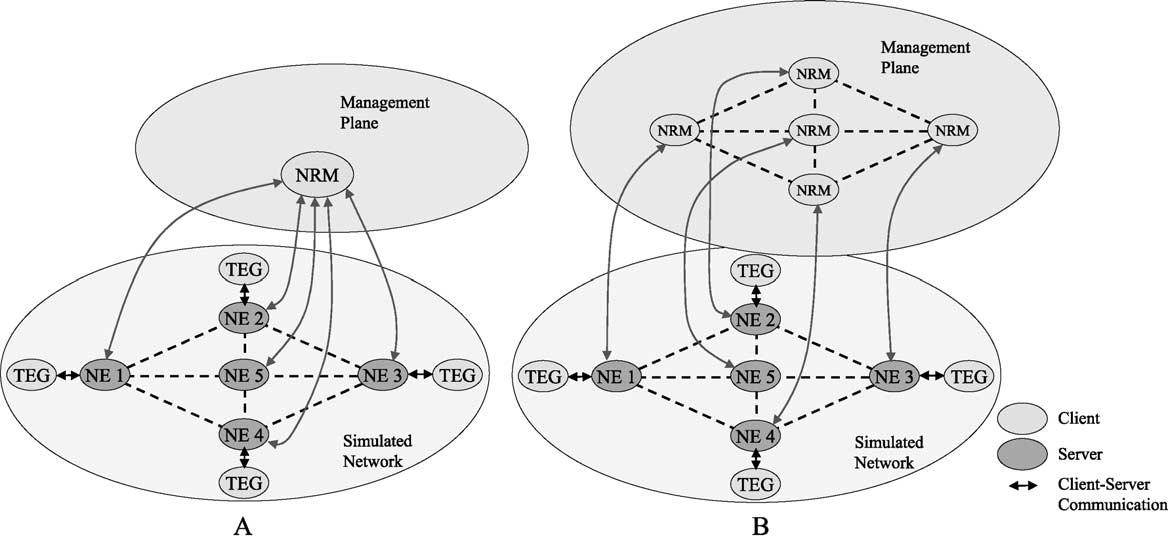 Management
Plane
NRM
TEG
NE 2
TEG
NE 1
NE 5
NE 3
TEG
NE 4
TEG
Simulated
Network
A
Management
Plane
NRM
NRM
NRM
NRM
NRM
TEG
NE 2
TEG
NE 1
NE 5
NE 3
TEG
NE 4
TEG
Simulated
Network
B
Client
Server
Client-Server
Communication